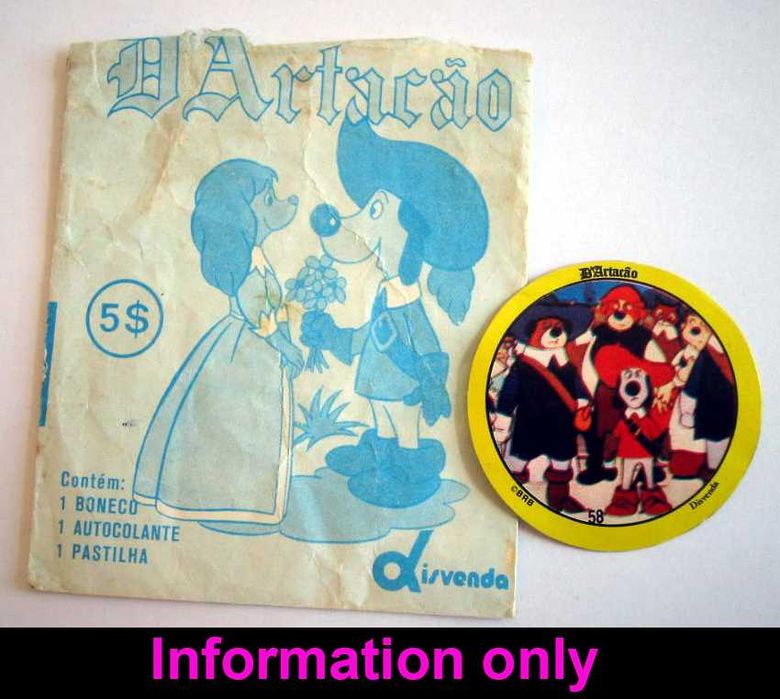 D'Artacão
5$
Contém:
1 BONECO
1 AUTOCOLANTE
1 PASTILHA
disvenda
D'Artacão
58
©BRB
Disvenda
Information only